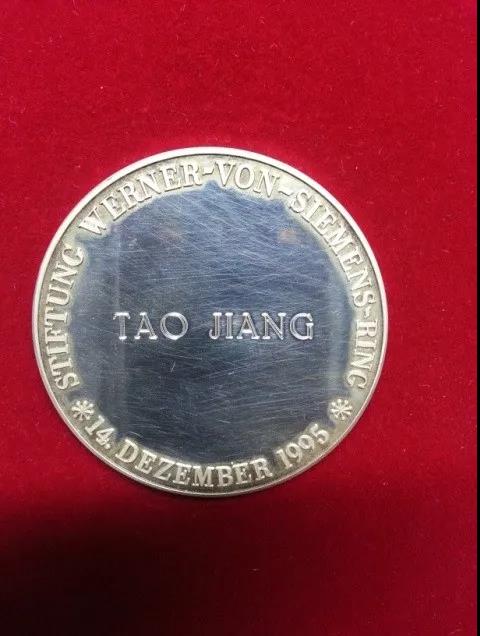 STIFTUNG WERNER-VON-SIEMENS-RING
TAO JIANG
* 14. DEZEMBER 1995 *